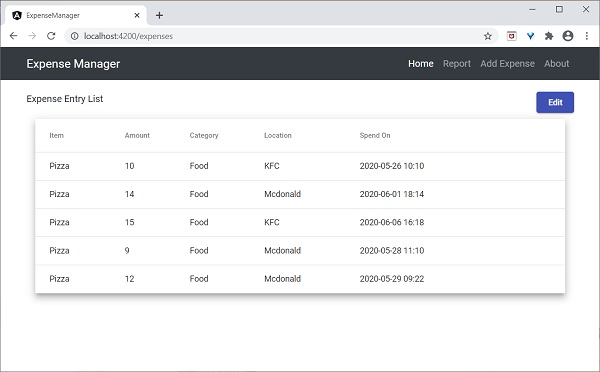 ExpenseManager
localhost:4200/expenses
Expense Manager Home Report Add Expense About
Expense Entry List Edit
Item Amount Category Location Spend On
Pizza 10 Food KFC 2020-05-26 10:10
Pizza 14 Food Mcdonald 2020-06-01 18:14
Pizza 15 Food KFC 2020-06-06 16:18
Pizza 9 Food Mcdonald 2020-05-28 11:10
Pizza 12 Food Mcdonald 2020-05-29 09:22